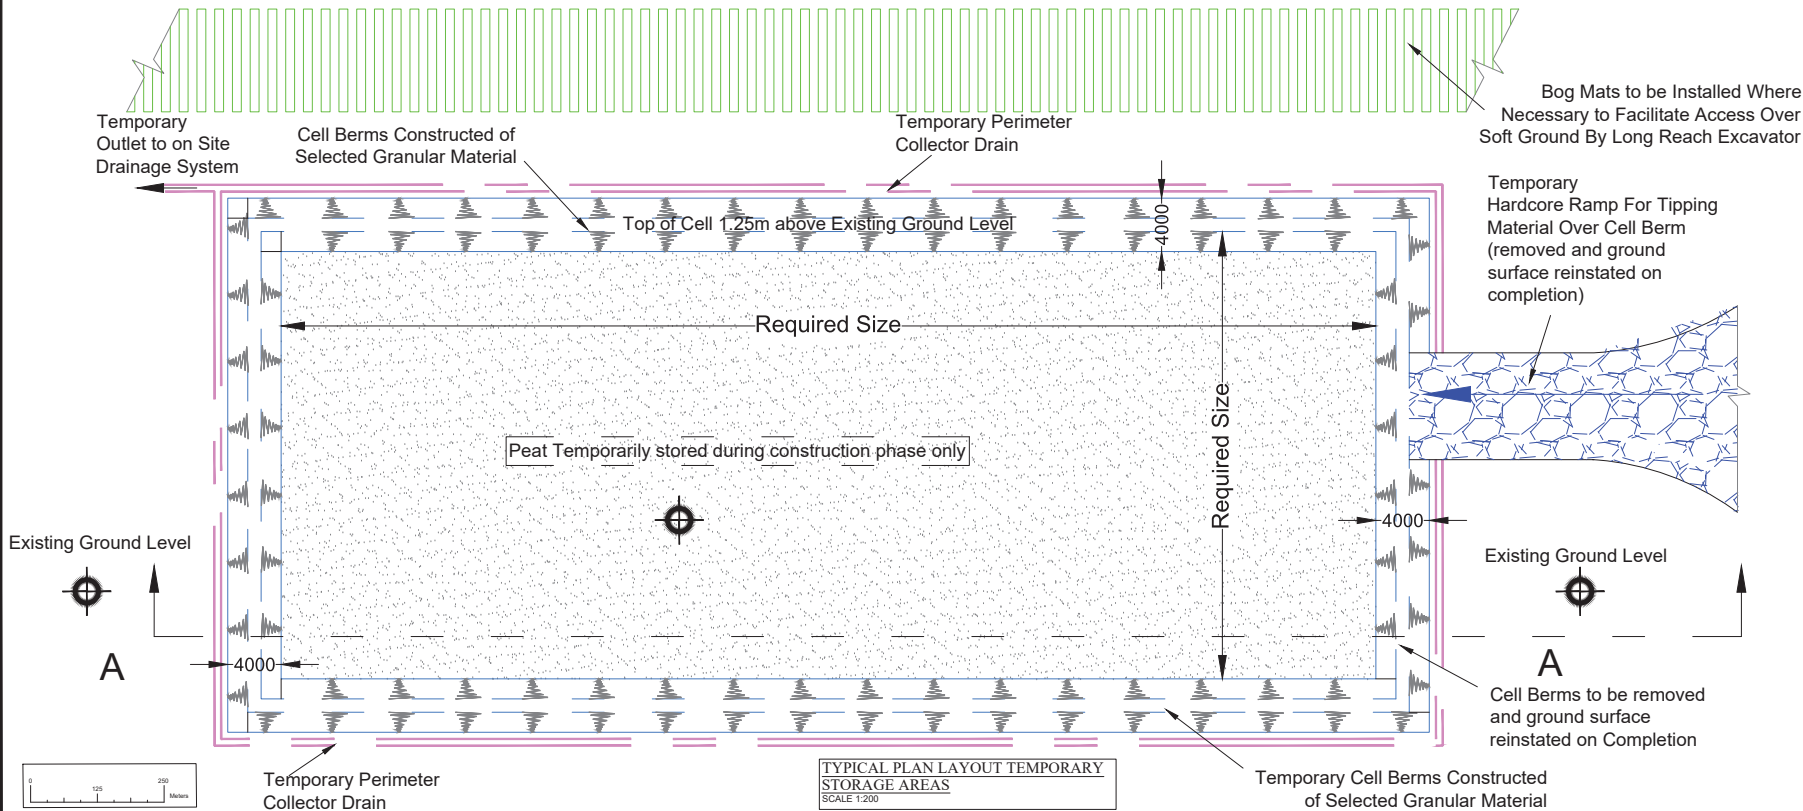 Bog Mats to be Installed Where
Necessary to Facilitate Access Over
Soft Ground By Long Reach Excavator
Temporary
Outlet to on Site
Drainage System
Cell Berms Constructed of
Selected Granular Material
Temporary Perimeter
Collector Drain
Temporary
Hardcore Ramp For Tipping
Material Over Cell Berm
(removed and ground
surface reinstated on
completion)
Top of Cell 1.25m above Existing Ground Level
4000
Required Size
Required Size
Peat Temporarily stored during construction phase only
4000
Existing Ground Level
Existing Ground Level
4000
A
A
Cell Berms to be removed
and ground surface
reinstated on Completion
Temporary Perimeter
Collector Drain
Temporary Cell Berms Constructed
of Selected Granular Material
TYPICAL PLAN LAYOUT TEMPORARY
STORAGE AREAS
SCALE 1:200
0 125 250 Meters